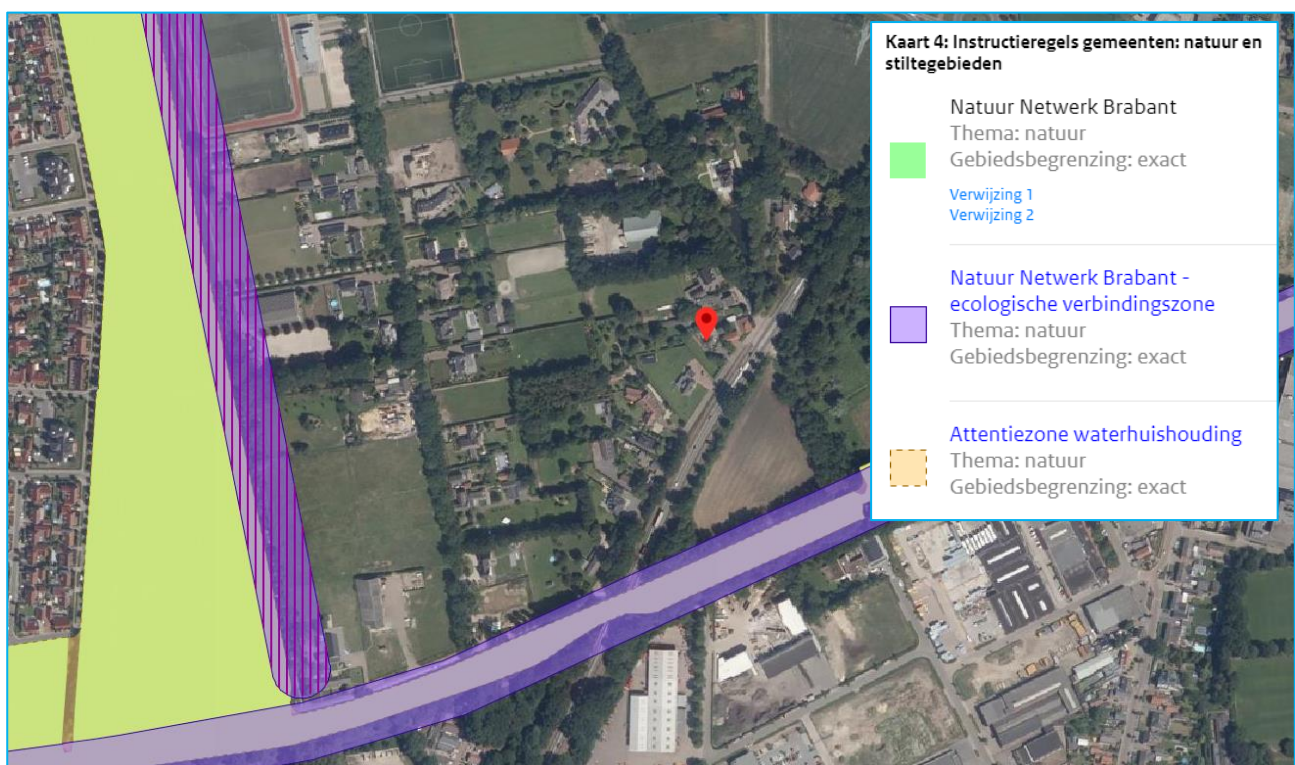 Kaart 4: Instructieregels gemeenten: natuur en
stiltegebieden
Natuur Netwerk Brabant
Thema: natuur
Gebiedsbegrenzing: exact
Verwijzing 1
Verwijzing 2
Natuur Netwerk Brabant -
ecologische verbindingszone
Thema: natuur
Gebiedsbegrenzing: exact
Attentiezone waterhuishouding
Thema: natuur
Gebiedsbegrenzing: exact